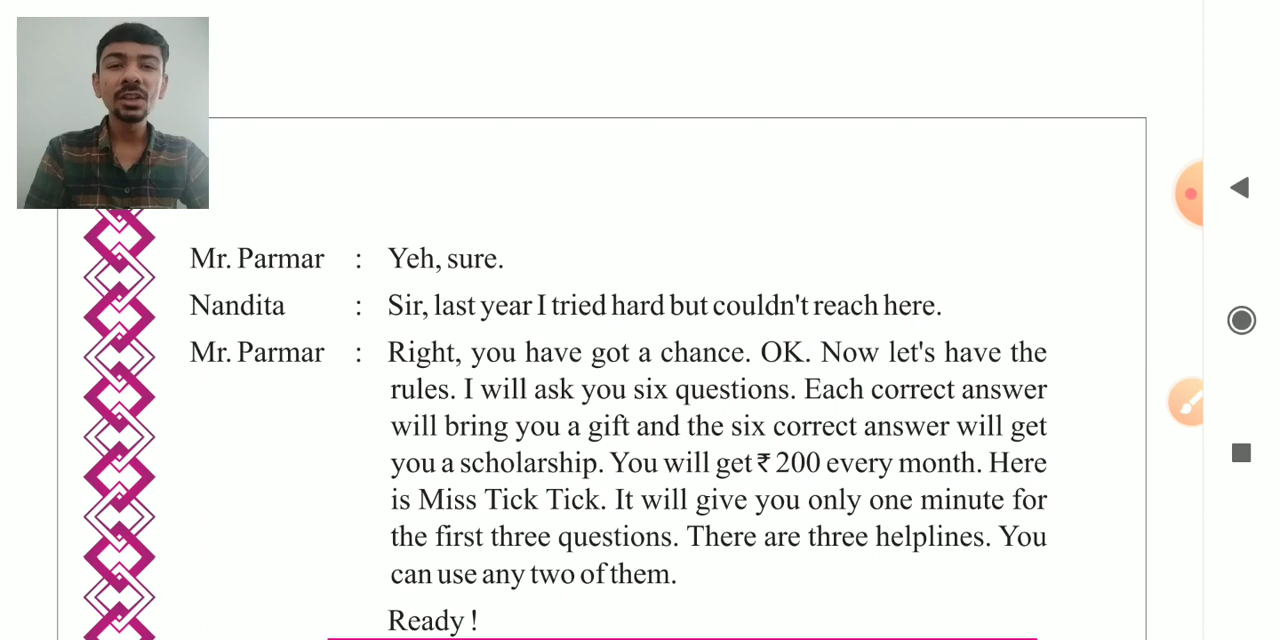 Mr. Parmar : Yeh, sure.
Nandita : Sir, last year I tried hard but couldn't reach here.
Mr. Parmar : Right, you have got a chance. OK. Now let's have the
rules. I will ask you six questions. Each correct answer
will bring you a gift and the six correct answer will get
you a scholarship. You will get ₹ 200 every month. Here
is Miss Tick Tick. It will give you only one minute for
the first three questions. There are three helplines. You
can use any two of them.
Ready !